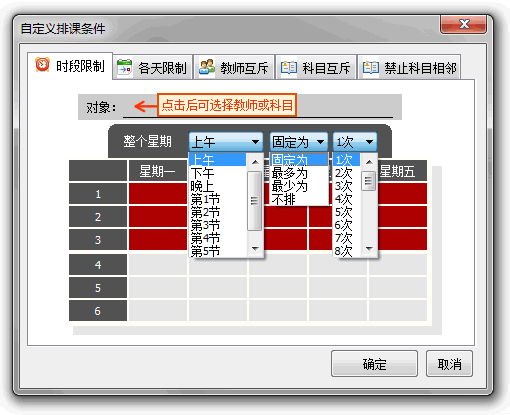 自定义排课条件
时段限制 各天限制 教师互斥 科目互斥 禁止科目相邻
对象: 点击后可选择教师或科目
整个星期 上午 固定为 1次
上午 固定为 1次
下午 最多为 2次
晚上 最少为 3次
第1节 不排 4次
第2节 5次
第3节 6次
第4节 7次
第5节 8次
星期一 星期五
1
2
3
4
5
6
确定 取消